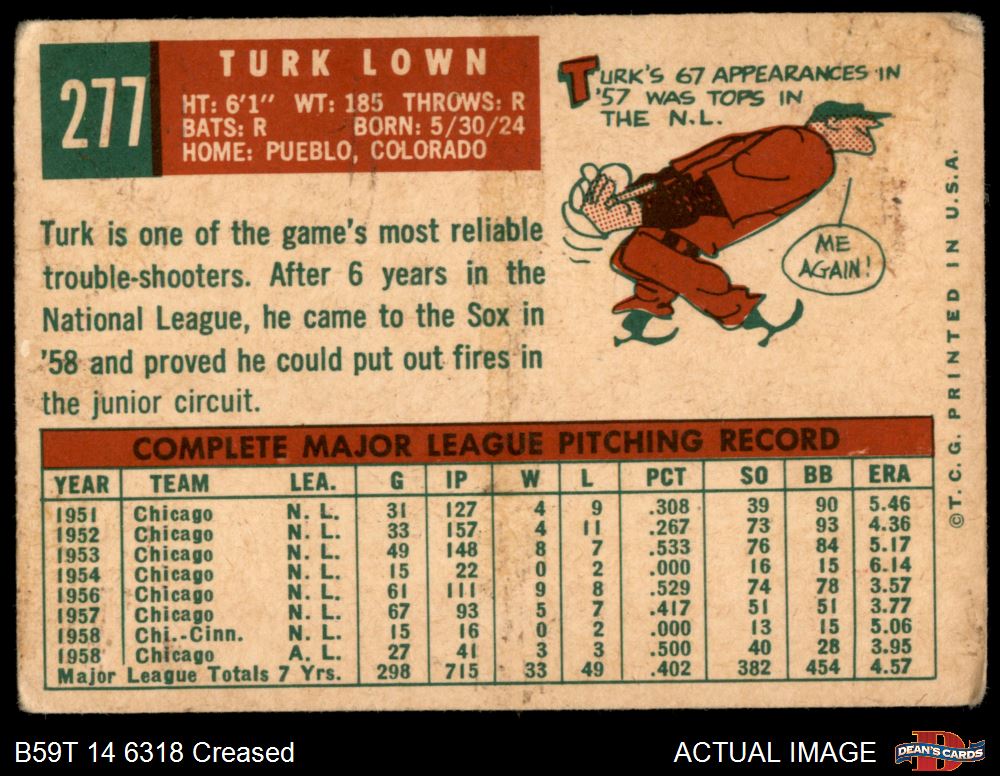 277
TURK LOWN
HT: 6'1" WT: 185 THROWS: R
BATS: R BORN: 5/30/24
HOME: PUEBLO, COLORADO
TURK'S 67 APPEARANCES IN
'57 WAS TOPS IN
THE N.L.
ME
AGAIN!
Turk is one of the game's most reliable
trouble-shooters. After 6 years in the
National League, he came to the Sox in
'58 and proved he could put out fires in
the junior circuit.
COMPLETE MAJOR LEAGUE PITCHING RECORD
YEAR TEAM LEA. G IP W L PCT SO BB ERA
1951 Chicago N. L. 31 127 4 9 .308 39 90 5.46
1952 Chicago N. L. 33 157 4 11 .267 73 93 4.36
1953 Chicago N. L. 49 148 8 7 .533 76 84 5.17
1954 Chicago N. L. 15 22 0 2 .000 16 15 6.14
1956 Chicago N. L. 61 111 9 8 .529 74 78 3.57
1957 Chicago N. L. 67 93 5 7 .417 51 51 3.77
1958 Chi.-Cinn. N. L. 15 16 0 2 .000 13 15 5.06
1958 Chicago A. L. 27 41 3 3 .500 40 28 3.95
Major League Totals 7 Yrs. 298 715 33 49 .402 382 454 4.57
©T. C. G. PRINTED IN U.S.A.
B59T 14 6318 Creased
ACTUAL IMAGE
D
DEAN'S CARDS